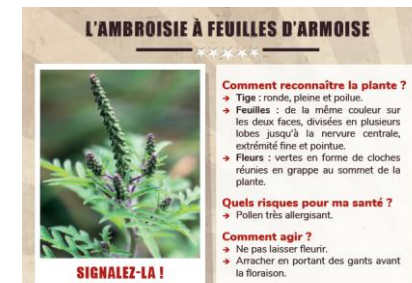 L'AMBROISIE À FEUILLES D'ARMOISE
Comment reconnaître la plante ?
→ Tige : ronde, pleine et poilue.
→ Feuilles : de la même couleur sur
les deux faces, divisées en plusieurs
lobes jusqu'à la nervure centrale,
extrémité fine et pointue.
→ Fleurs : vertes en forme de cloches
réunies en grappe au sommet de la
plante.
Quels risques pour ma santé ?
→ Pollen très allergisant.
Comment agir ?
→ Ne pas laisser fleurir.
→ Arracher en portant des gants avant
la floraison.
SIGNALEZ-LA !